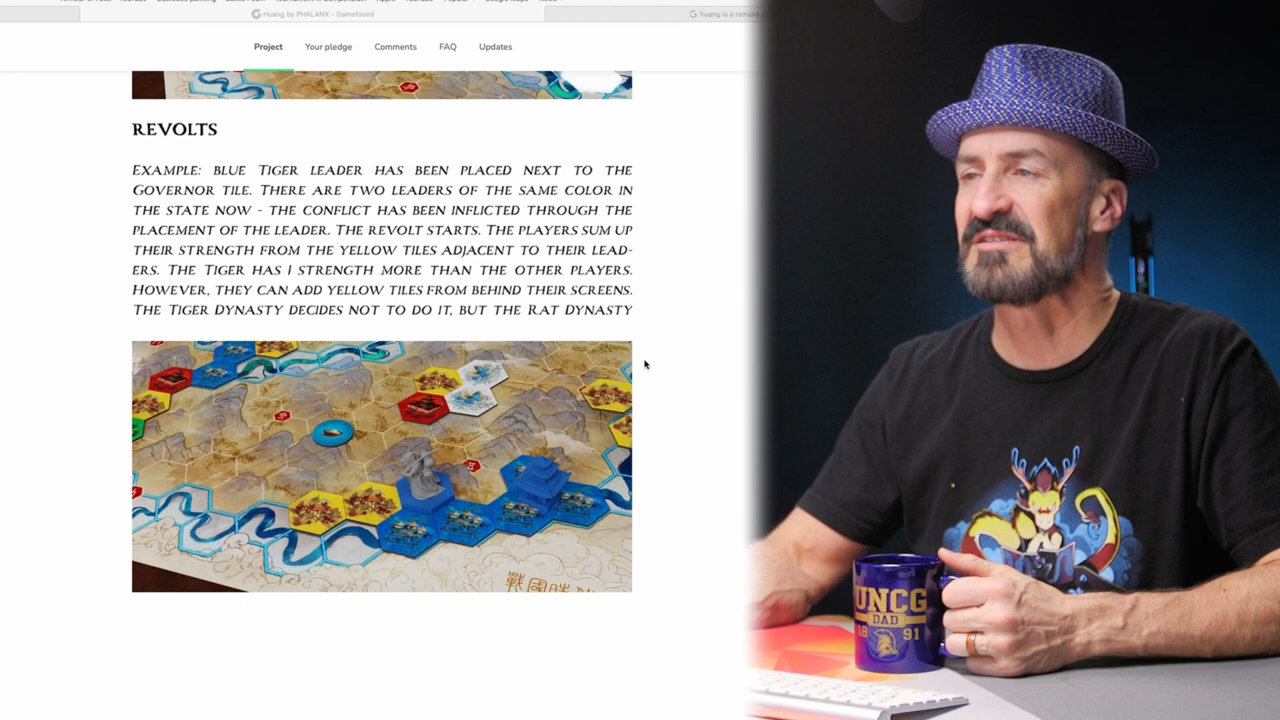 Huang by PHALANX - Gamefound
huang is a remake
Project
Your pledge
Comments
FAQ
Updates
REVOLTS
EXAMPLE: BLUE TIGER LEADER HAS BEEN PLACED NEXT TO THE
GOVERNOR TILE. THERE ARE TWO LEADERS OF THE SAME COLOR IN
THE STATE NOW - THE CONFLICT HAS BEEN INFLICTED THROUGH THE
PLACEMENT OF THE LEADER. THE REVOLT STARTS. THE PLAYERS SUM UP
THEIR STRENGTH FROM THE YELLOW TILES ADJACENT TO THEIR LEAD-
ERS. THE TIGER HAS 1 STRENGTH MORE THAN THE OTHER PLAYERS.
HOWEVER, THEY CAN ADD YELLOW TILES FROM BEHIND THEIR SCREENS.
THE TIGER DYNASTY DECIDES NOT TO DO IT, BUT THE RAT DYNASTY
戰國
UNCG
DAD
18 91